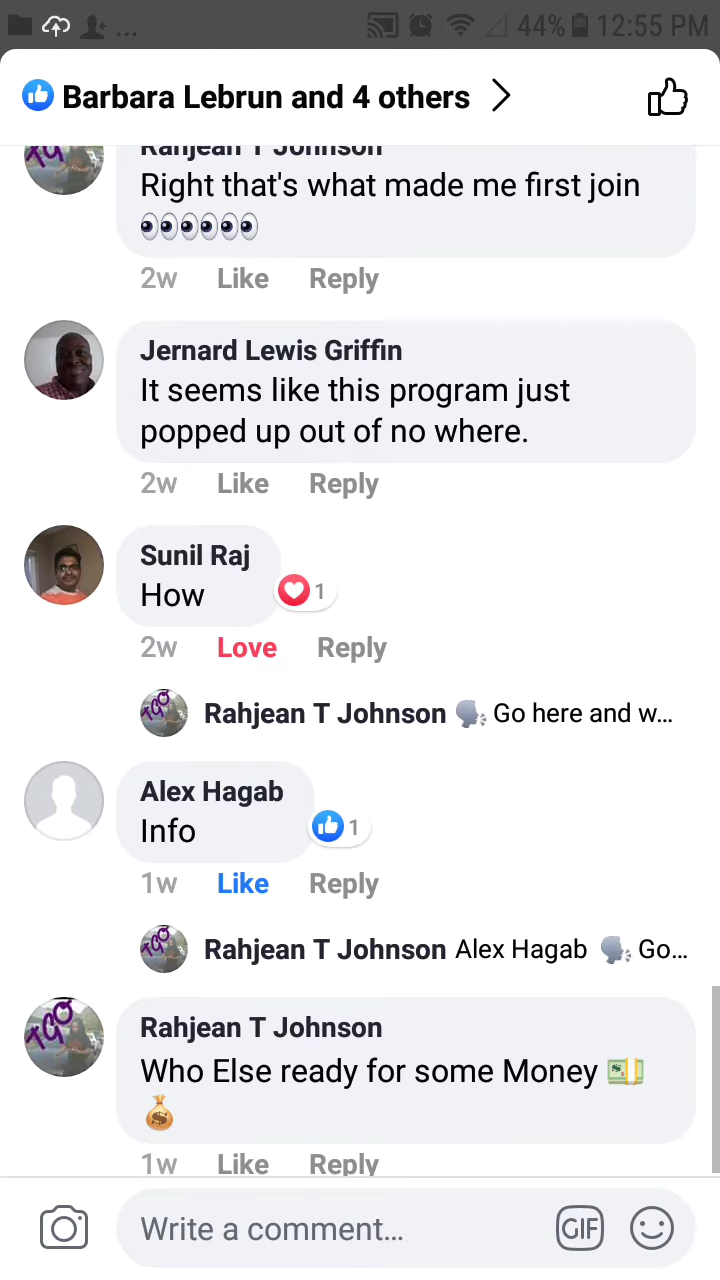 ... 44% 12:55 PM
Barbara Lebrun and 4 others
Rahjean T Johnson
Right that's what made me first join
👀👀👀
2w Like Reply
Jernard Lewis Griffin
It seems like this program just
popped up out of no where.
2w Like Reply
Sunil Raj
How
1
2w Love Reply
TGO
Rahjean T Johnson 🗣 Go here and w...
Alex Hagab
Info
1
1w Like Reply
TGO
Rahjean T Johnson Alex Hagab 🗣 Go...
TGO
Rahjean T Johnson
Who Else ready for some Money 💵
💰
1w Like Reply
Write a comment...
GIF